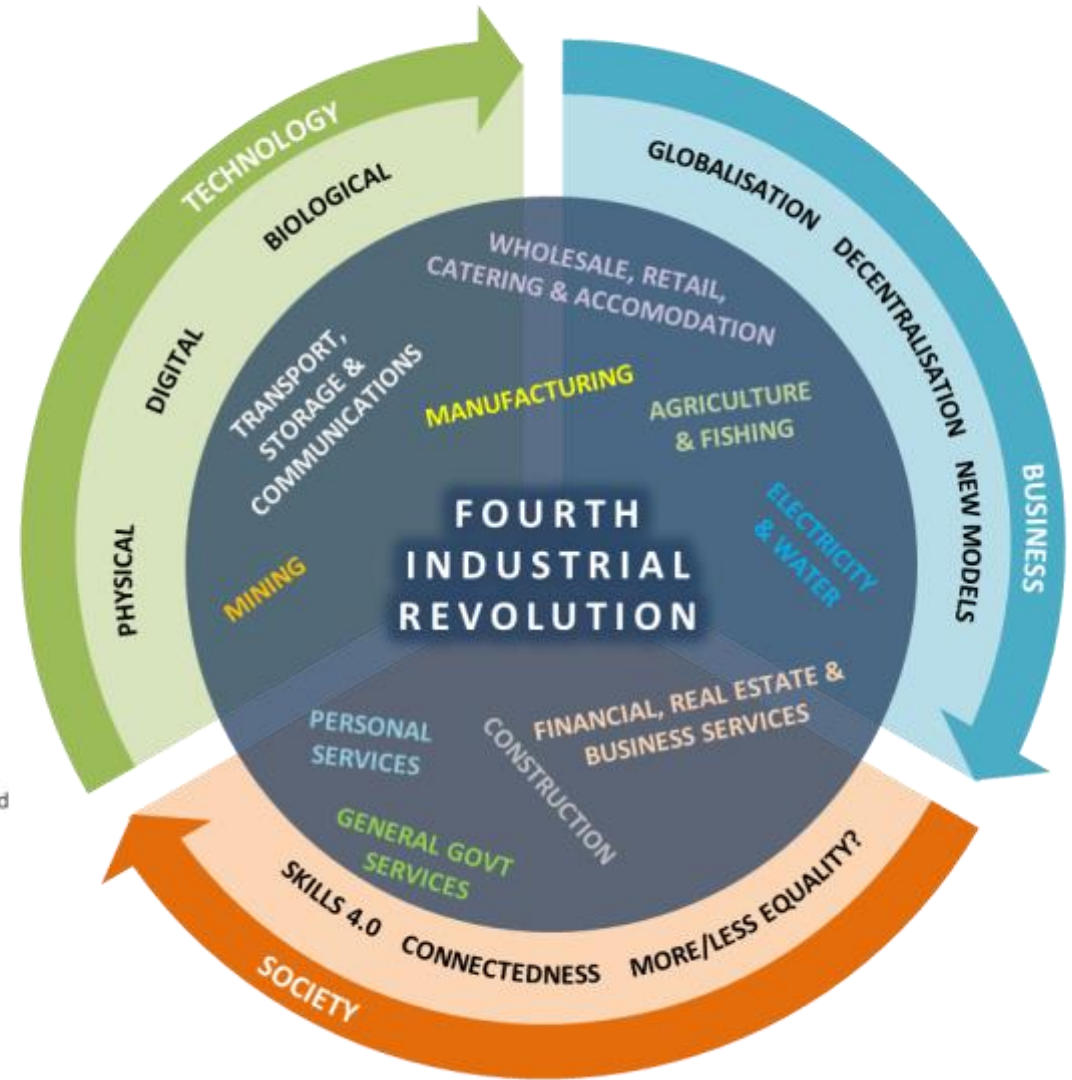 TECHNOLOGY
BIOLOGICAL
DIGITAL
PHYSICAL
GLOBALISATION
DECENTRALISATION
NEW MODELS
BUSINESS
WHOLESALE, RETAIL,
CATERING & ACCOMODATION
TRANSPORT,
STORAGE &
COMMUNICATIONS
MANUFACTURING
AGRICULTURE
& FISHING
ELECTRICITY
& WATER
MINING
FOURTH
INDUSTRIAL
REVOLUTION
PERSONAL
SERVICES
CONSTRUCTION
FINANCIAL, REAL ESTATE &
BUSINESS SERVICES
GENERAL GOVT
SERVICES
d
SKILLS 4.0
CONNECTEDNESS
MORE/LESS EQUALITY?
SOCIETY